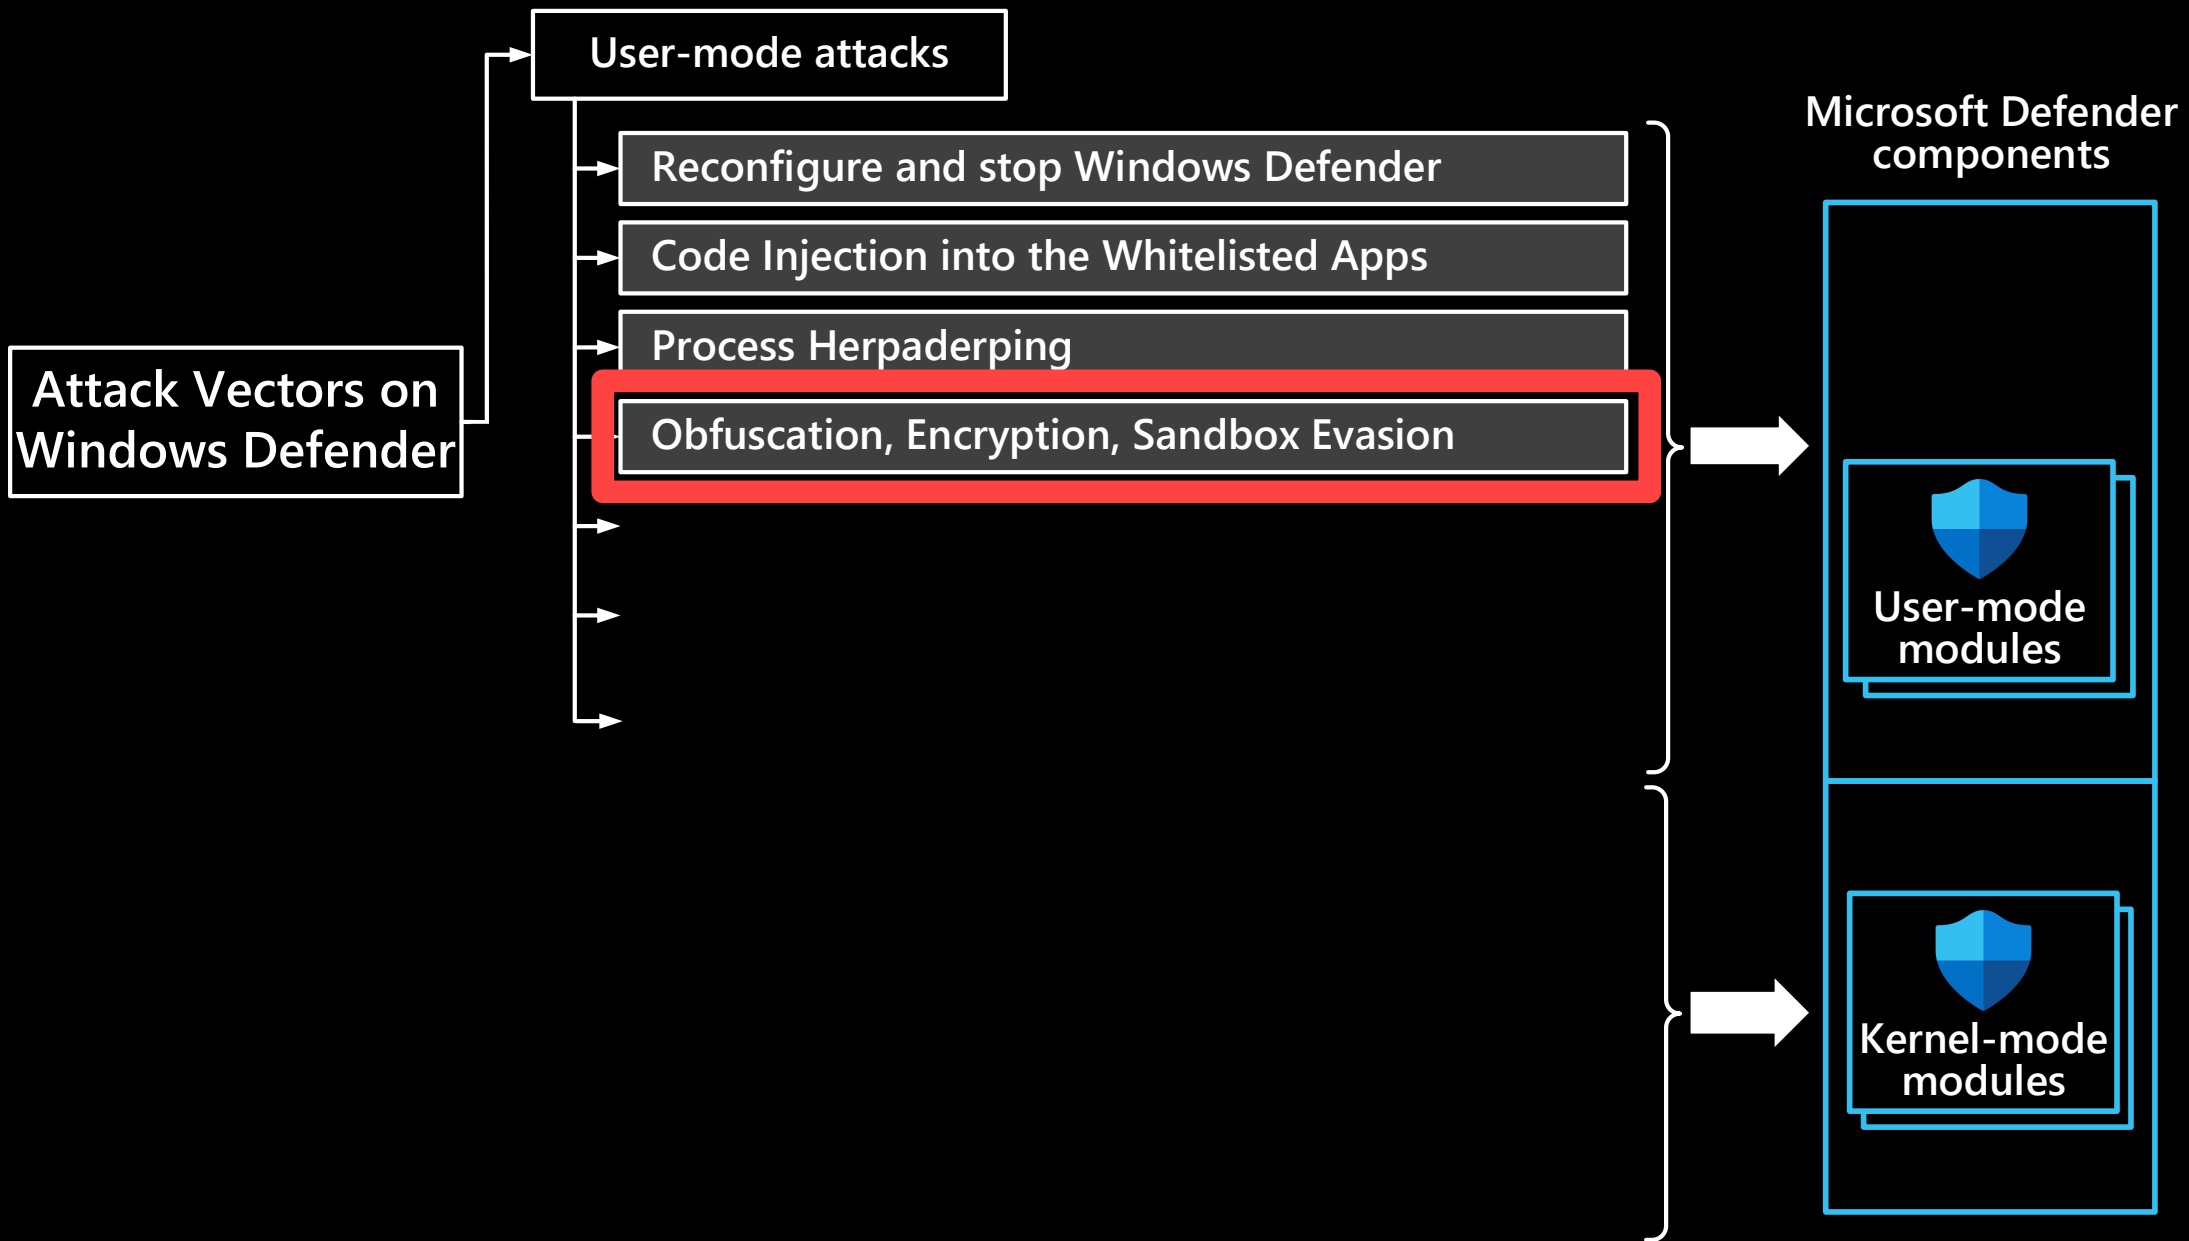 User-mode attacks
Reconfigure and stop Windows Defender
Code Injection into the Whitelisted Apps
Process Herpaderping
Obfuscation, Encryption, Sandbox Evasion
Attack Vectors on
Windows Defender
Microsoft Defender
components
User-mode
modules
Kernel-mode
modules